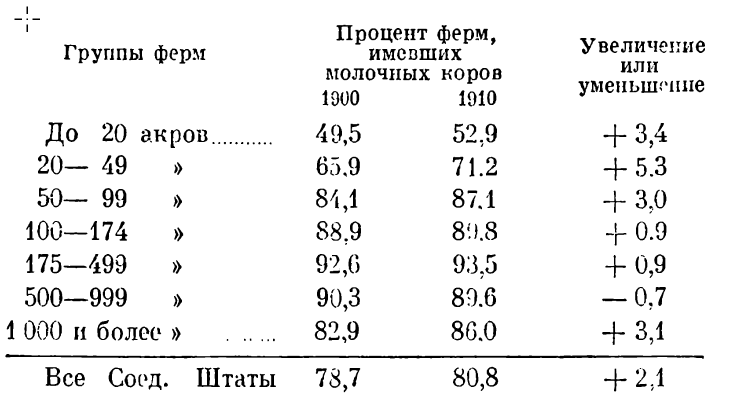 Группы ферм
Процент ферм,
имевших
молочных коров
1900 1910
Увеличение
или
уменьшение
До 20 акров........... 49,5 52,9 + 3,4
20— 49 » 65,9 71.2 + 5.3
50— 99 » 84,1 87,1 + 3,0
100—174 » 88,9 89,8 + 0.9
175—499 » 92,6 93,5 + 0,9
500—999 » 90,3 89.6 — 0,7
1 000 и более » ....... 82,9 86.0 + 3,1
Все Соед. Штаты 78,7 80,8 + 2,1